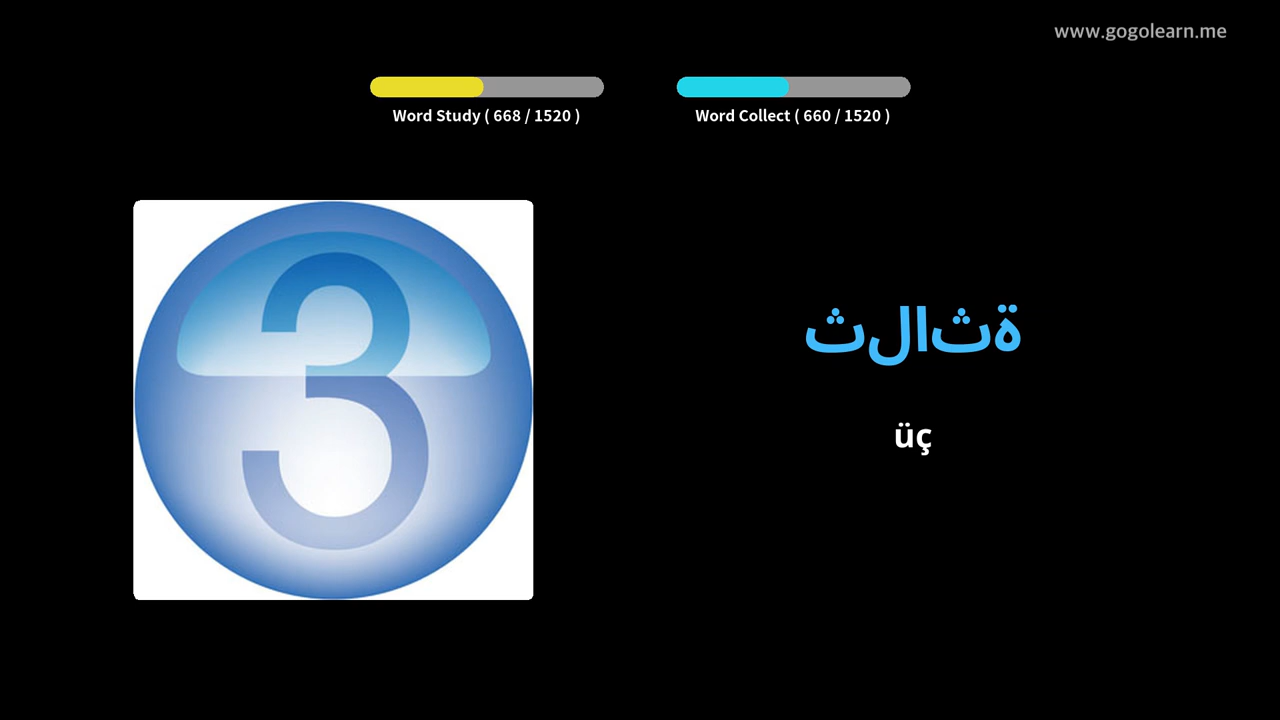 www.gogolearn.me
Word Study ( 668 / 1520 )
Word Collect ( 660 / 1520 )
3
ثلاثة
üç